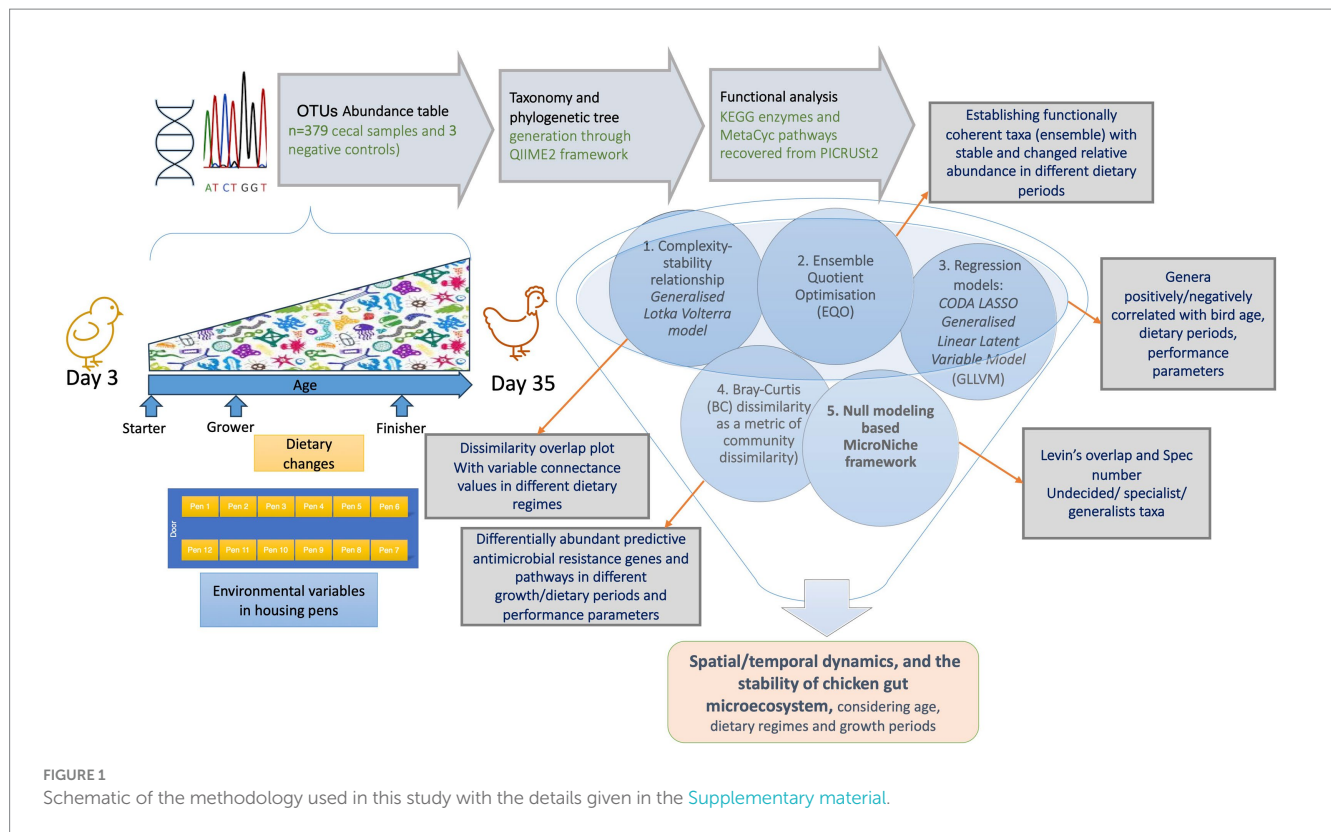 OTUs Abundance table
n=379 cecal samples and 3
negative controls)
Taxonomy and
phylogenetic tree
generation through
QIIME2 framework
Functional analysis
KEGG enzymes and
MetaCyc pathways
recovered from PICRUSt2
Establishing functionally
coherent taxa (ensemble) with
stable and changed relative
abundance in different dietary
periods
A T C T G G T
1. Complexity-
stability
relationship
Generalised
Lotka Volterra
model
2. Ensemble
Quotient
Optimisation
(EQO)
3. Regression
models:
CODA LASSO
Generalised
Linear Latent
Variable Model
(GLLVM)
Genera
positively/negatively
correlated with bird age,
dietary periods,
performance
parameters
Day 3
Age
Day 35
Starter
Grower
Finisher
Dietary
changes
4. Bray-Curtis
(BC) dissimilarity
as a metric of
community
dissimilarity)
5. Null modeling
based
MicroNiche
framework
Dissimilarity overlap plot
With variable connectance
values in different dietary
regimes
Levin's overlap and Spec
number
Undecided/ specialist/
generalists taxa
Door
Pen 1 Pen 2 Pen 3 Pen 4 Pen 5 Pen 6
Pen 12 Pen 11 Pen 10 Pen 9 Pen 8 Pen 7
Environmental variables
in housing pens
Differentially abundant predictive
antimicrobial resistance genes and
pathways in different
growth/dietary periods and
performance parameters
Spatial/temporal dynamics, and the
stability of chicken gut
microecosystem, considering age,
dietary regimes and growth periods
FIGURE 1
Schematic of the methodology used in this study with the details given in the Supplementary material.